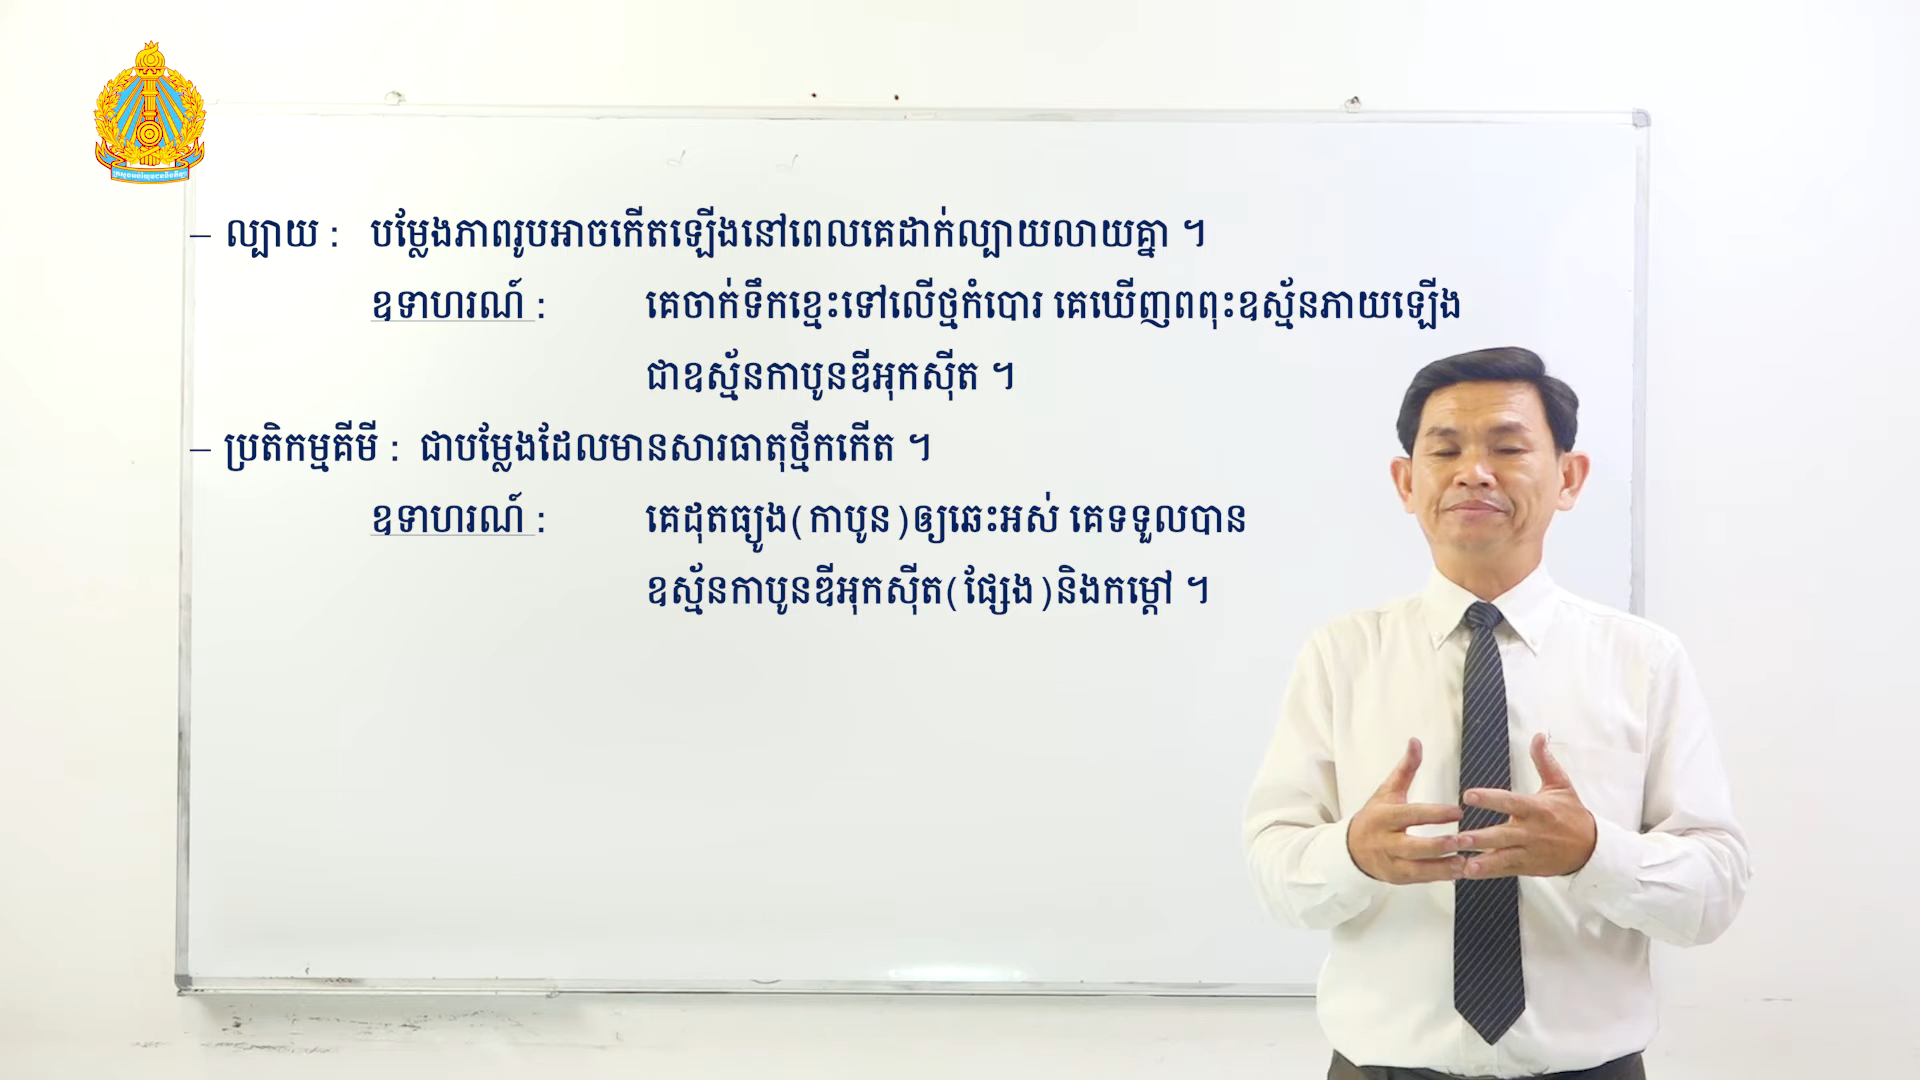 – ល្បាយ : បម្លែងភាពរូបអាចកើតឡើងនៅពេលគេដាក់ល្បាយលាយគ្នា ។
ឧទាហរណ៍ : គេចាក់ទឹកខ្មេះទៅលើថ្មកំបោរ គេឃើញពពុះឧស្ម័នភាយឡើង
ជាឧស្ម័នកាបូនឌីអុកស៊ីត ។
– ប្រតិកម្មគីមី : ជាបម្លែងដែលមានសារធាតុថ្មីកកើត ។
ឧទាហរណ៍ : គេដុតធ្យូង(កាបូន)ឲ្យឆេះអស់ គេទទួលបាន
ឧស្ម័នកាបូនឌីអុកស៊ីត(ផ្សែង)និងកម្តៅ ។